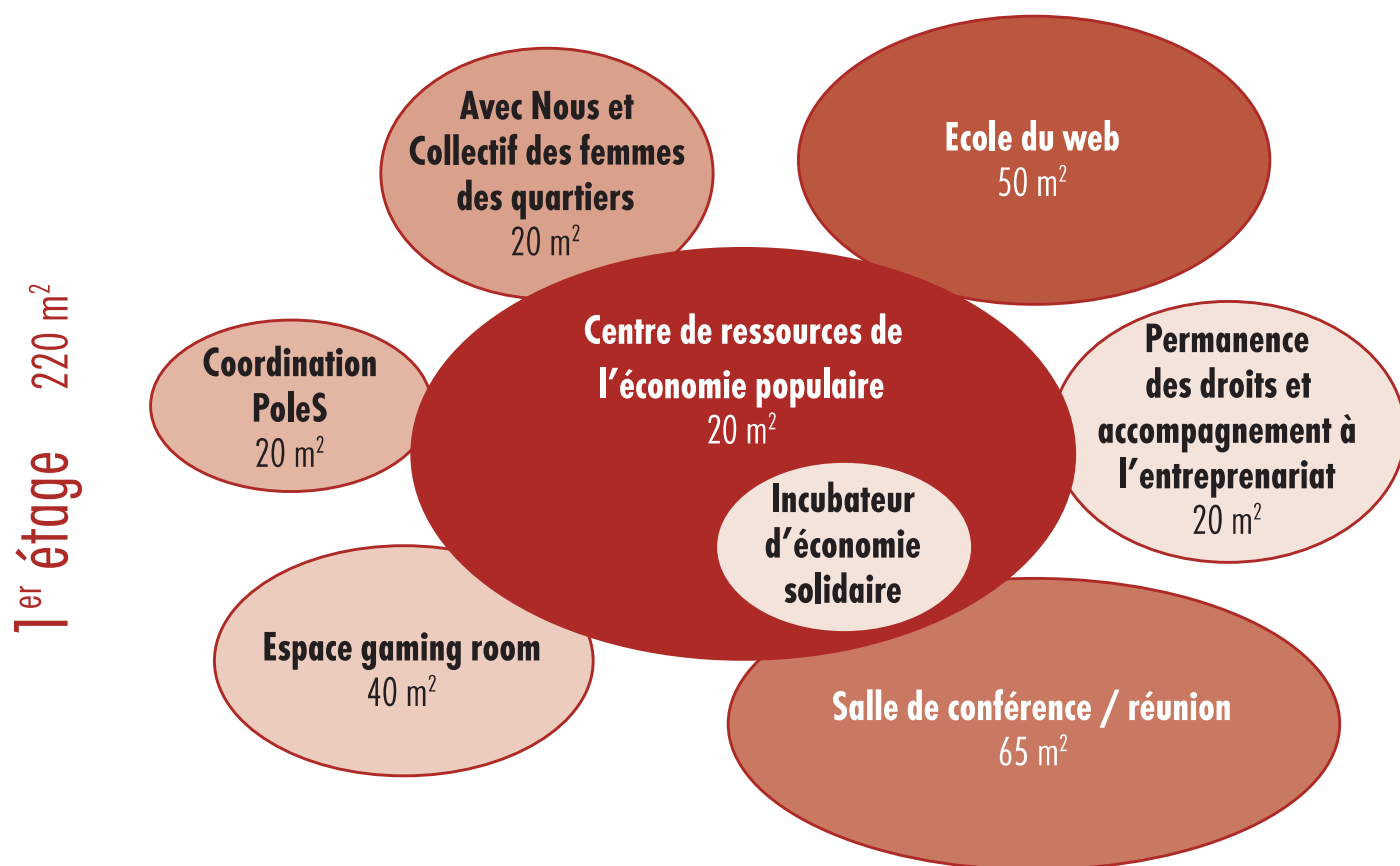 1er étage 220 m²
Avec Nous et
Collectif des femmes
des quartiers
20 m²
Ecole du web
50 m²
Centre de ressources de
l'économie populaire
20 m²
Coordination
PoleS
20 m²
Permanence
des droits et
accompagnement à
l'entreprenariat
20 m²
Incubateur
d'économie
solidaire
Espace gaming room
40 m²
Salle de conférence / réunion
65 m²